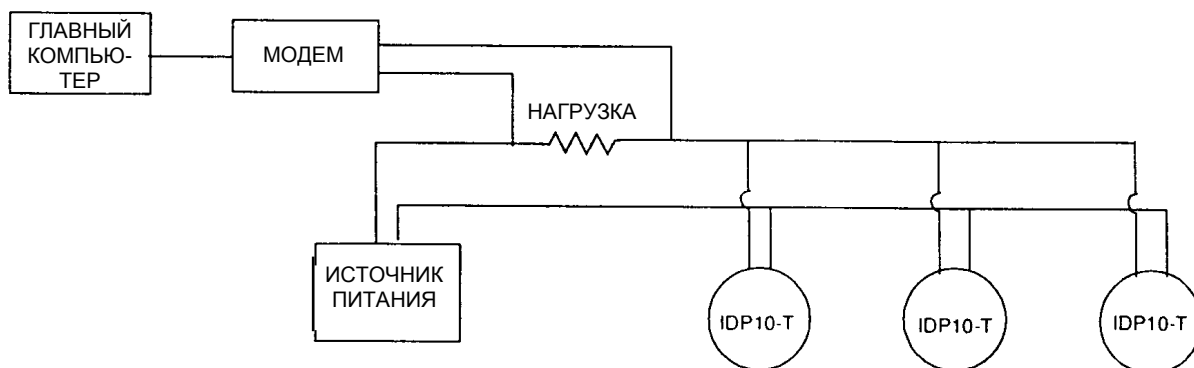 ГЛАВНЫЙ
КОМПЬЮ-
ТЕР
МОДЕМ
НАГРУЗКА
ИСТОЧНИК
ПИТАНИЯ
IDP10-T
IDP10-T
IDP10-T